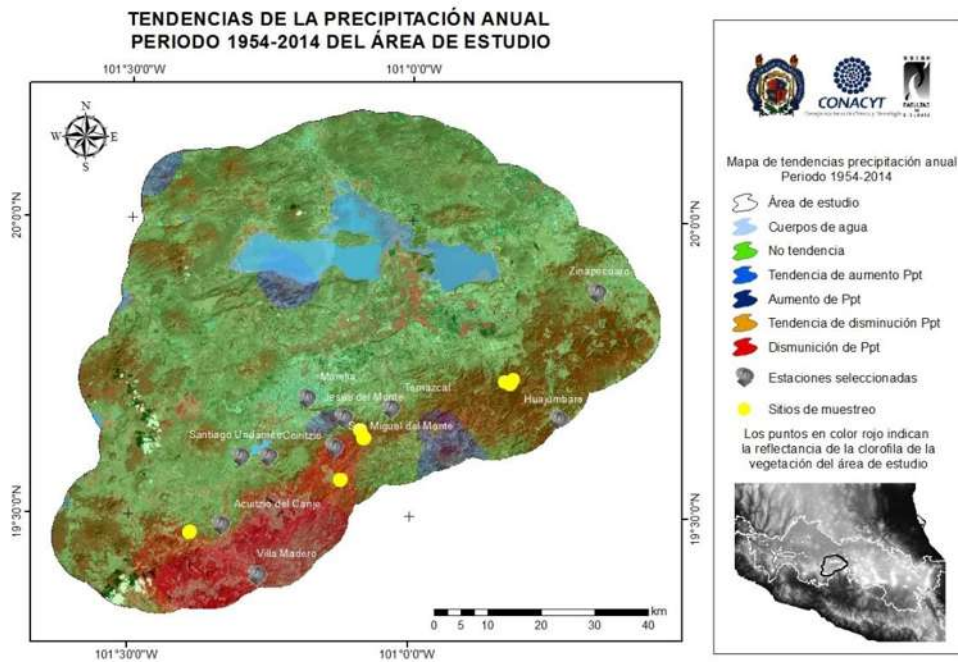 TENDENCIAS DE LA PRECIPITACIÓN ANUAL
PERIODO 1954-2014 DEL ÁREA DE ESTUDIO
101°30'0"W
101°0'0"W
N
W
E
S
20°0'0"N
20°0'0"N
Zinapécuaro
Morelia
Temazcal
Jesús del Monte
Huajúmbaro
San Miguel del Monte
Santiago Undameo
Cointzio
Acuitzio del Canje
Villa Madero
19°30'0"N
19°30'0"N
km
0 5 10 20 30 40
101°30'0"W
101°0'0"W
CONACYT
FACULTAD
Mapa de tendencias precipitación anual
Periodo 1954-2014
Área de estudio
Cuerpos de agua
No tendencia
Tendencia de aumento Ppt
Aumento de Ppt
Tendencia de disminución Ppt
Dismunición de Ppt
Estaciones seleccionadas
Sitios de muestreo
Los puntos en color rojo indican
la reflectancia de la clorofila de la
vegetación del área de estudio